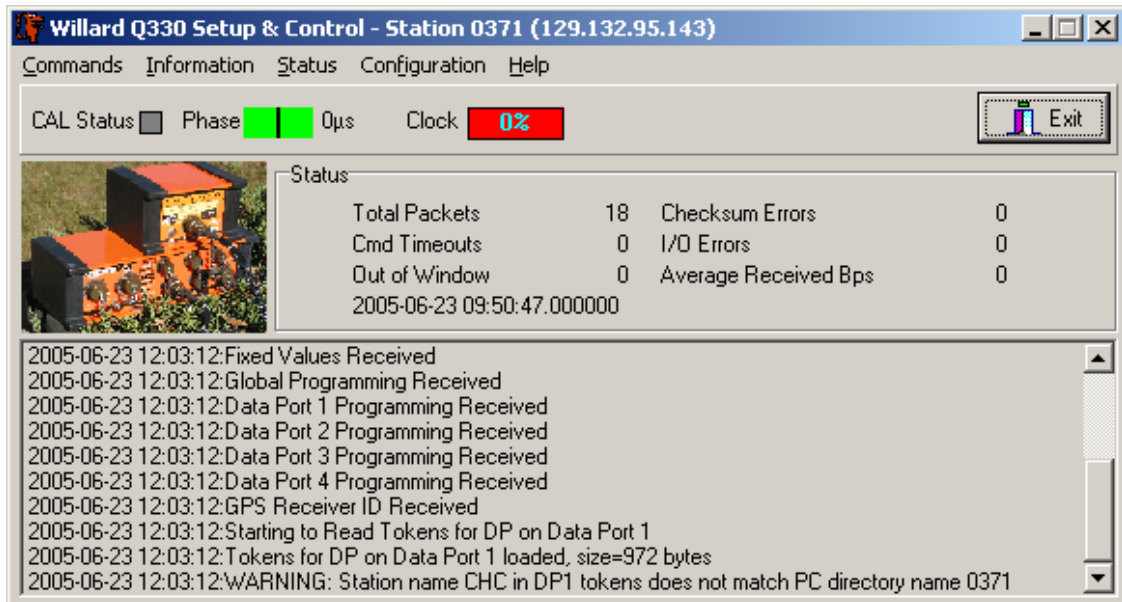 Willard Q330 Setup & Control - Station 0371 (129.132.95.143)
Commands Information Status Configuration Help
CAL Status Phase 0µs Clock 0% Exit
Status
Total Packets 18 Checksum Errors 0
Cmd Timeouts 0 I/O Errors 0
Out of Window 0 Average Received Bps 0
2005-06-23 09:50:47.000000
2005-06-23 12:03:12:Fixed Values Received
2005-06-23 12:03:12:Global Programming Received
2005-06-23 12:03:12:Data Port 1 Programming Received
2005-06-23 12:03:12:Data Port 2 Programming Received
2005-06-23 12:03:12:Data Port 3 Programming Received
2005-06-23 12:03:12:Data Port 4 Programming Received
2005-06-23 12:03:12:GPS Receiver ID Received
2005-06-23 12:03:12:Starting to Read Tokens for DP on Data Port 1
2005-06-23 12:03:12:Tokens for DP on Data Port 1 loaded, size=972 bytes
2005-06-23 12:03:12:WARNING: Station name CHC in DP1 tokens does not match PC directory name 0371